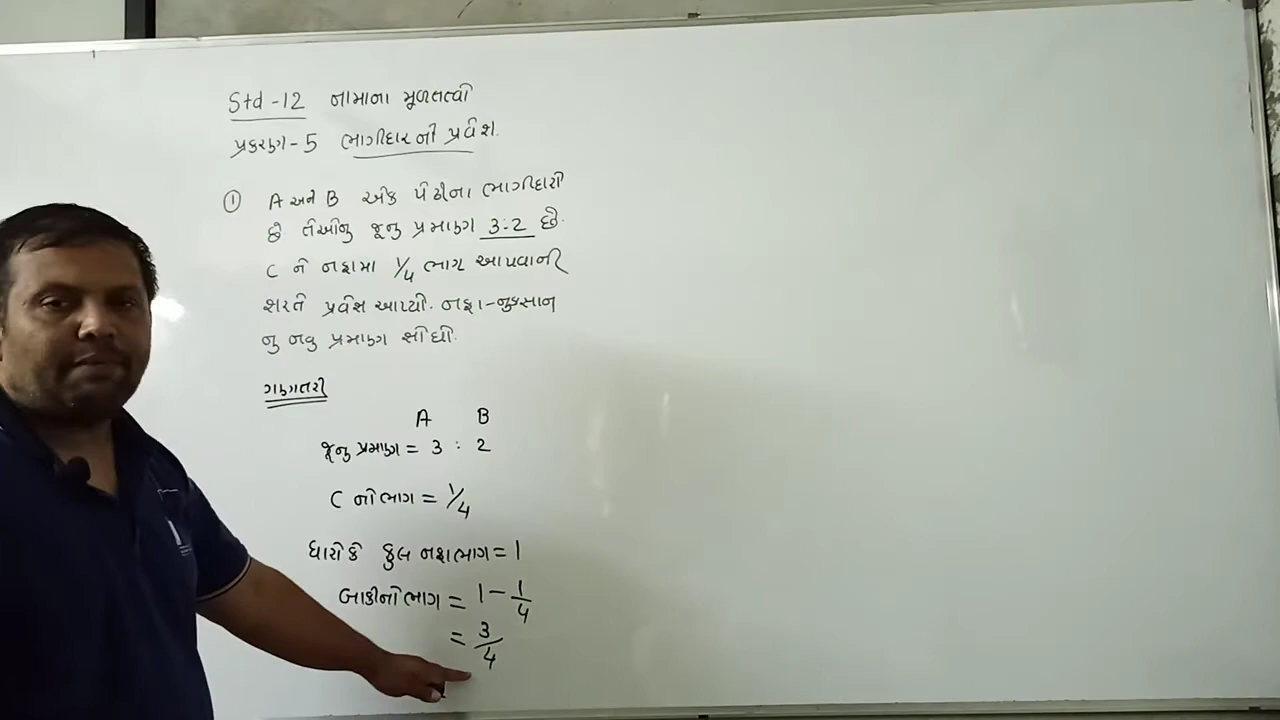 Std-12 નામાના મૂળતત્વો
પ્રકરણ-5 ભાગીદારનો પ્રવેશ.
① A અને B એક પેઢીના ભાગીદારો
છે તેઓનુ જૂનુ પ્રમાણ 3:2 છે.
C ને નફામા 1/4 ભાગ આપવાની
શરતે પ્રવેશ આપ્યો. નફા-નુકસાન
નુ નવુ પ્રમાણ શોધો.
ગણતરી
A B
જૂનુ પ્રમાણ = 3 : 2
C નો ભાગ = 1/4
ધારો કે કુલ નફાભાગ = 1
બાકીનો ભાગ = 1 - 1/4
= 3/4